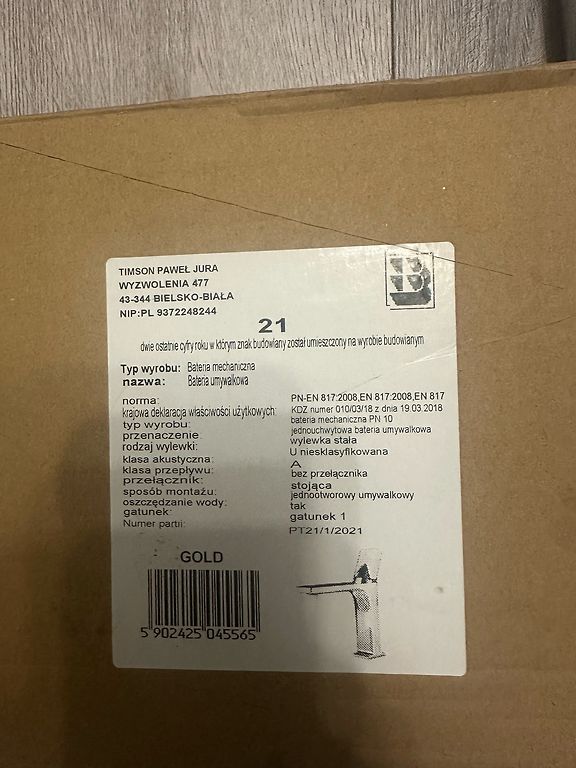 TIMSON PAWEŁ JURA
WYZWOLENIA 477
43-344 BIELSKO-BIAŁA
NIP:PL 9372248244
B
21
dwie ostatnie cyfry roku w którym znak budowlany został umieszczony na wyrobie budowlanym
Typ wyrobu: Bateria mechaniczna
nazwa: Bateria umywalkowa
norma: PN-EN 817:2008,EN 817:2008,EN 817
krajowa deklaracja właściwości użytkowych: KDZ numer 010/03/18 z dnia 19.03.2018
typ wyrobu: bateria mechaniczna PN 10
przeznaczenie: jednouchwytowa bateria umywalkowa
rodzaj wylewki: wylewka stała
klasa akustyczna: U niesklasyfikowana
klasa przepływu: A
przełącznik: bez przełącznika
sposób montażu: stojąca
jednootworowy umywalkowy
oszczędzanie wody: tak
gatunek: gatunek 1
Numer partii: PT21/1/2021
GOLD
5 902425 045565